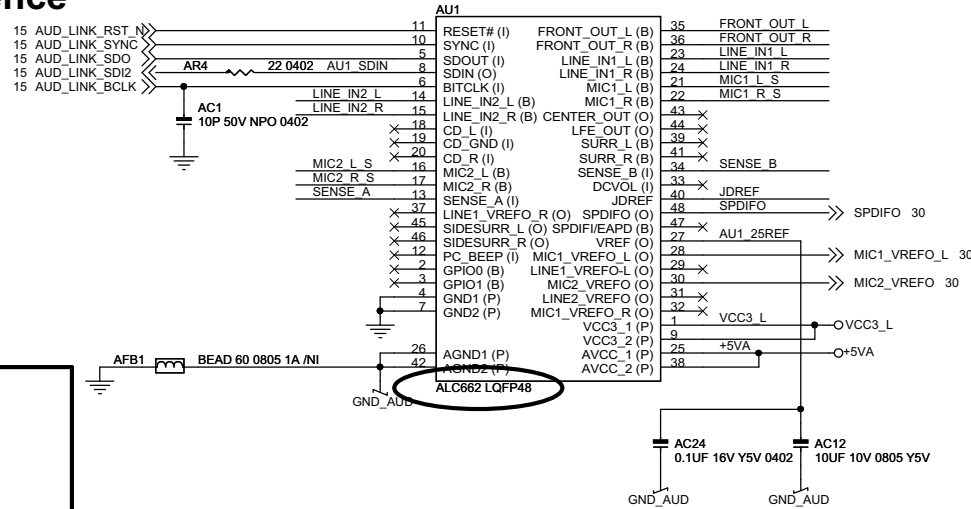 ence
AU1
15 AUD_LINK_RST_N 11 RESET# (I) FRONT_OUT_L (B) 35 FRONT_OUT_L
15 AUD_LINK_SYNC 10 SYNC (I) FRONT_OUT_R (B) 36 FRONT_OUT_R
15 AUD_LINK_SDO 5 SDOUT (I) LINE_IN1_L (B) 23 LINE_IN1_L
15 AUD_LINK_SDI2 AR4 22 0402 AU1_SDIN 8 SDIN (O) LINE_IN1_R (B) 24 LINE_IN1_R
15 AUD_LINK_BCLK 6 BITCLK (I) MIC1_L (B) 21 MIC1_L_S
LINE_IN2_L 14 LINE_IN2_L (B) MIC1_R (B) 22 MIC1_R_S
LINE_IN2_R 15 LINE_IN2_R (B) CENTER_OUT (O) 43
AC1
10P 50V NPO 0402
18 CD_L (I) LFE_OUT (O) 44
19 CD_GND (I) SURR_L (B) 39
20 CD_R (I) SURR_R (B) 41
MIC2_L_S 16 MIC2_L (B) SENSE_B (I) 34 SENSE_B
MIC2_R_S 17 MIC2_R (B) DCVOL (I) 33
SENSE_A 13 SENSE_A (I) JDREF 40 JDREF
37 LINE1_VREFO_R (O) SPDIFO (O) 48 SPDIFO SPDIFO 30
45 SIDESURR_L (O) SPDIFI/EAPD (B) 47
46 SIDESURR_R (O) VREF (O) 27 AU1_25REF
12 PC_BEEP (I) MIC1_VREFO_L (O) 28 MIC1_VREFO_L 30
2 GPIO0 (B) LINE1_VREFO-L (O) 29
3 GPIO1 (B) MIC2_VREFO (O) 30 MIC2_VREFO 30
4 GND1 (P) LINE2_VREFO (O) 31
7 GND2 (P) MIC1_VREFO_R (O) 32
VCC3_1 (P) 1 VCC3_L VCC3_L
VCC3_2 (P) 9
26 AGND1 (P) AVCC_1 (P) 25 +5VA +5VA
42 AGND2 (P) AVCC_2 (P) 38
AFB1 BEAD 60 0805 1A /NI
ALC662 LQFP48
GND_AUD
AC24
0.1UF 16V Y5V 0402
AC12
10UF 10V 0805 Y5V
GND_AUD GND_AUD